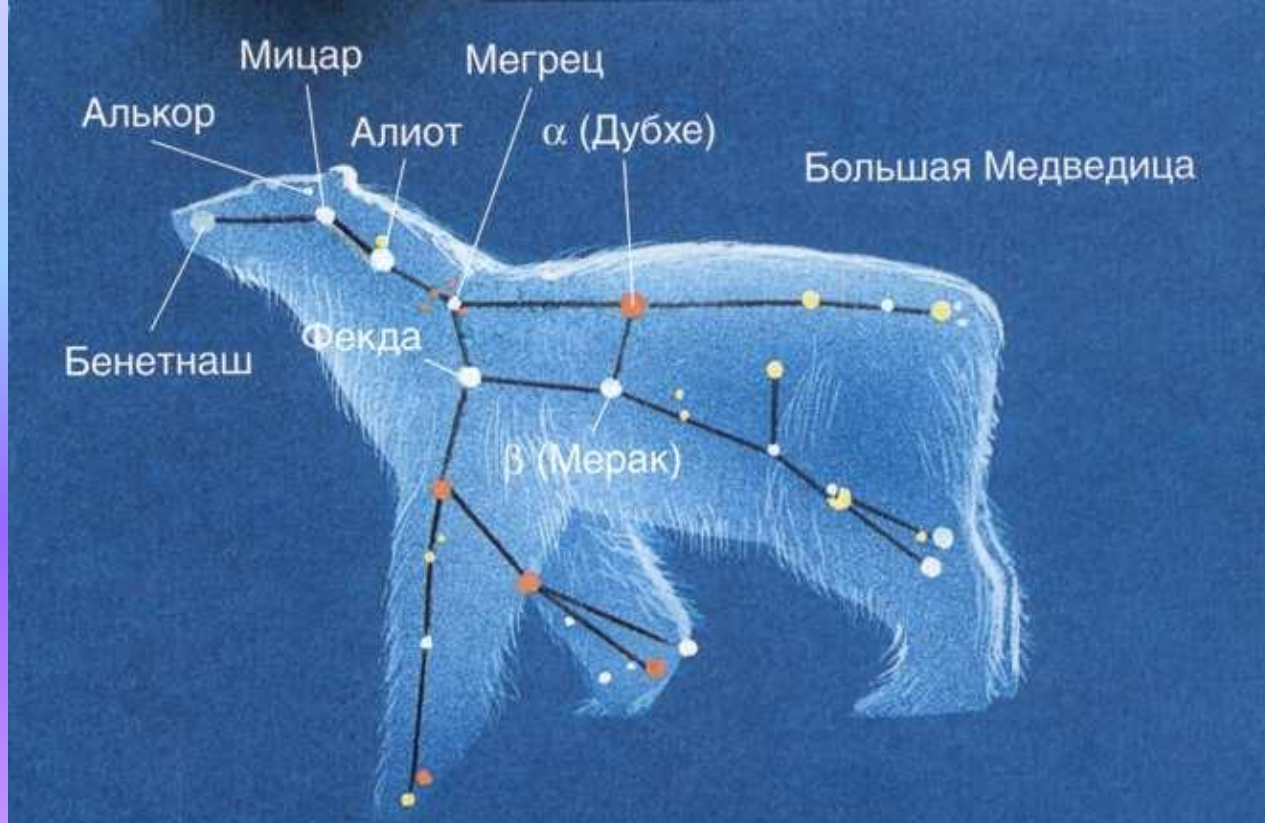 Мицар
Мегрец
Алькор
Алиот
α (Дубхе)
Большая Медведица
Фекда
Бенетнаш
β (Мерак)